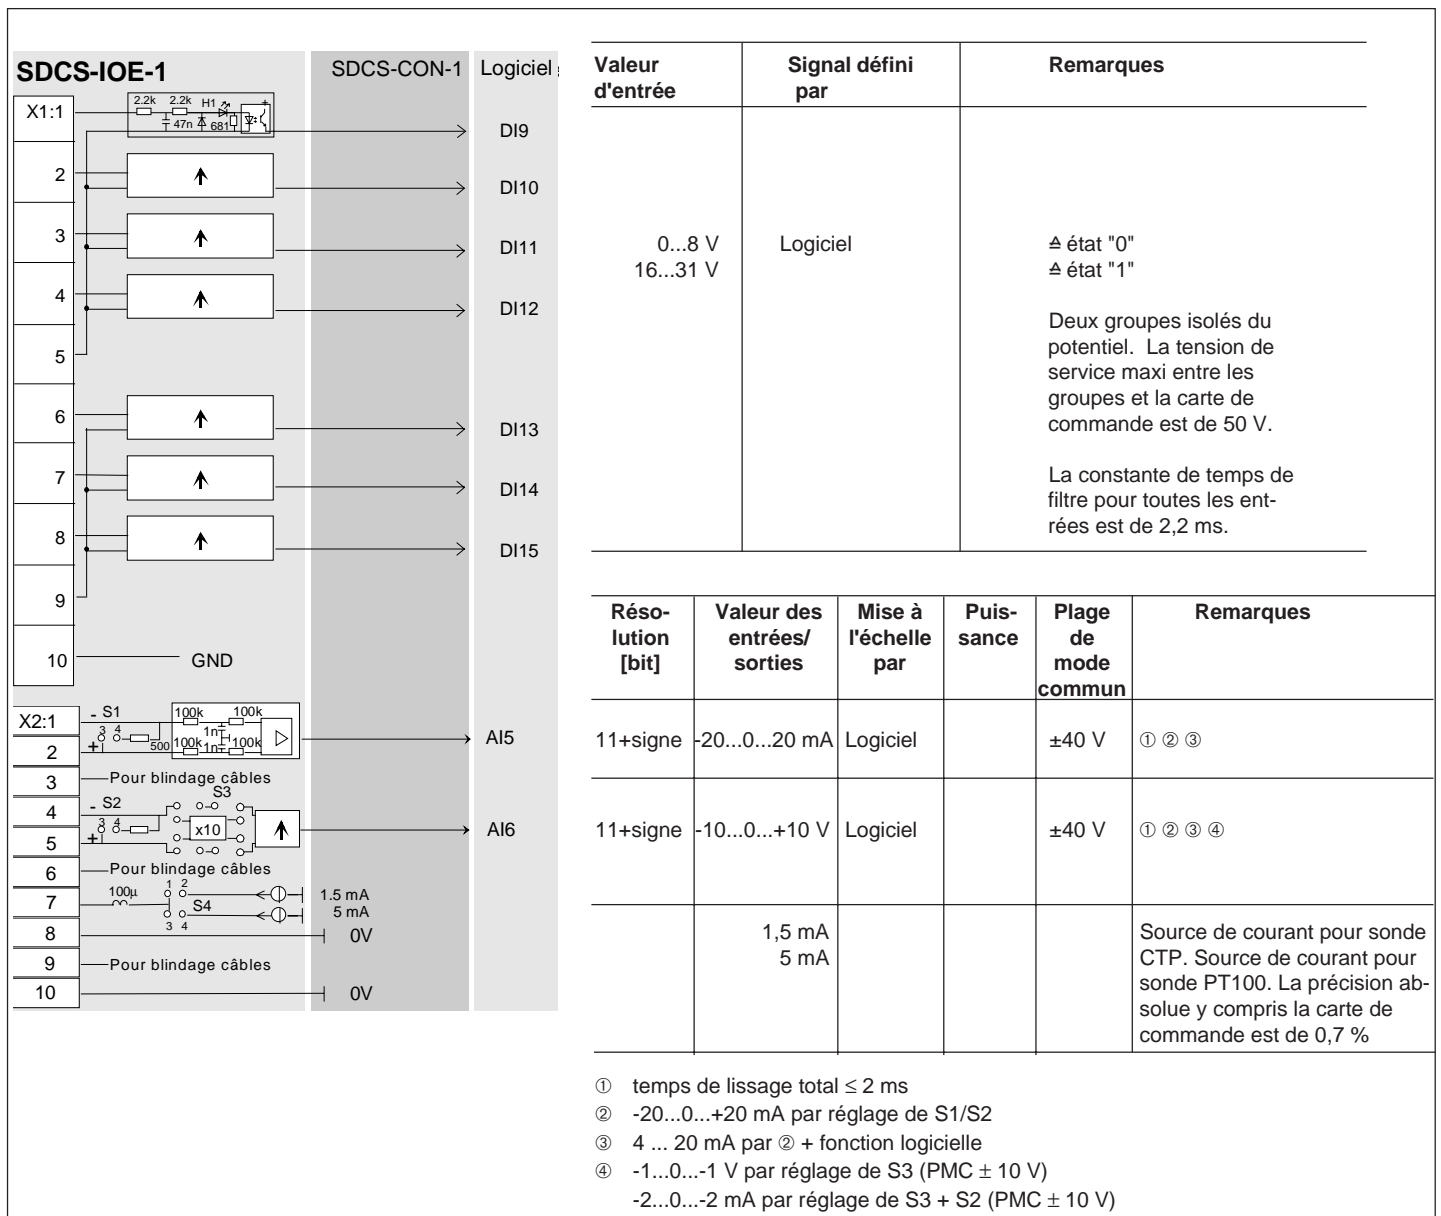 SDCS-IOE-1
SDCS-CON-1
Logiciel
X1:1
2.2k 2.2k H1
47n 681
DI9
2
DI10
3
DI11
4
DI12
5
6
DI13
7
DI14
8
DI15
9
10 GND
X2:1
- S1
3 4
+
500
100k 100k
1n
100k 1n 100k
AI5
2
3 Pour blindage câbles
4
- S2
S3
3 4
+
x10
AI6
5
6 Pour blindage câbles
7
100µ
1 2
S4
3 4
1.5 mA
5 mA
8 0V
9 Pour blindage câbles
10 0V
Valeur d'entrée
Signal défini par
Remarques
0...8 V Logiciel ≙ état "0"
16...31 V ≙ état "1"
Deux groupes isolés du
potentiel. La tension de
service maxi entre les
groupes et la carte de
commande est de 50 V.
La constante de temps de
filtre pour toutes les ent-
rées est de 2,2 ms.
Réso-
lution
[bit]
Valeur des
entrées/
sorties
Mise à
l'échelle
par
Puis-
sance
Plage
de
mode
commun
Remarques
11+signe -20...0...20 mA Logiciel ±40 V ① ② ③
11+signe -10...0...+10 V Logiciel ±40 V ① ② ③ ④
1,5 mA
5 mA
Source de courant pour sonde
CTP. Source de courant pour
sonde PT100. La précision ab-
solue y compris la carte de
commande est de 0,7 %
① temps de lissage total ≤ 2 ms
② -20...0...+20 mA par réglage de S1/S2
③ 4 ... 20 mA par ② + fonction logicielle
④ -1...0...-1 V par réglage de S3 (PMC ± 10 V)
-2...0...-2 mA par réglage de S3 + S2 (PMC ± 10 V)